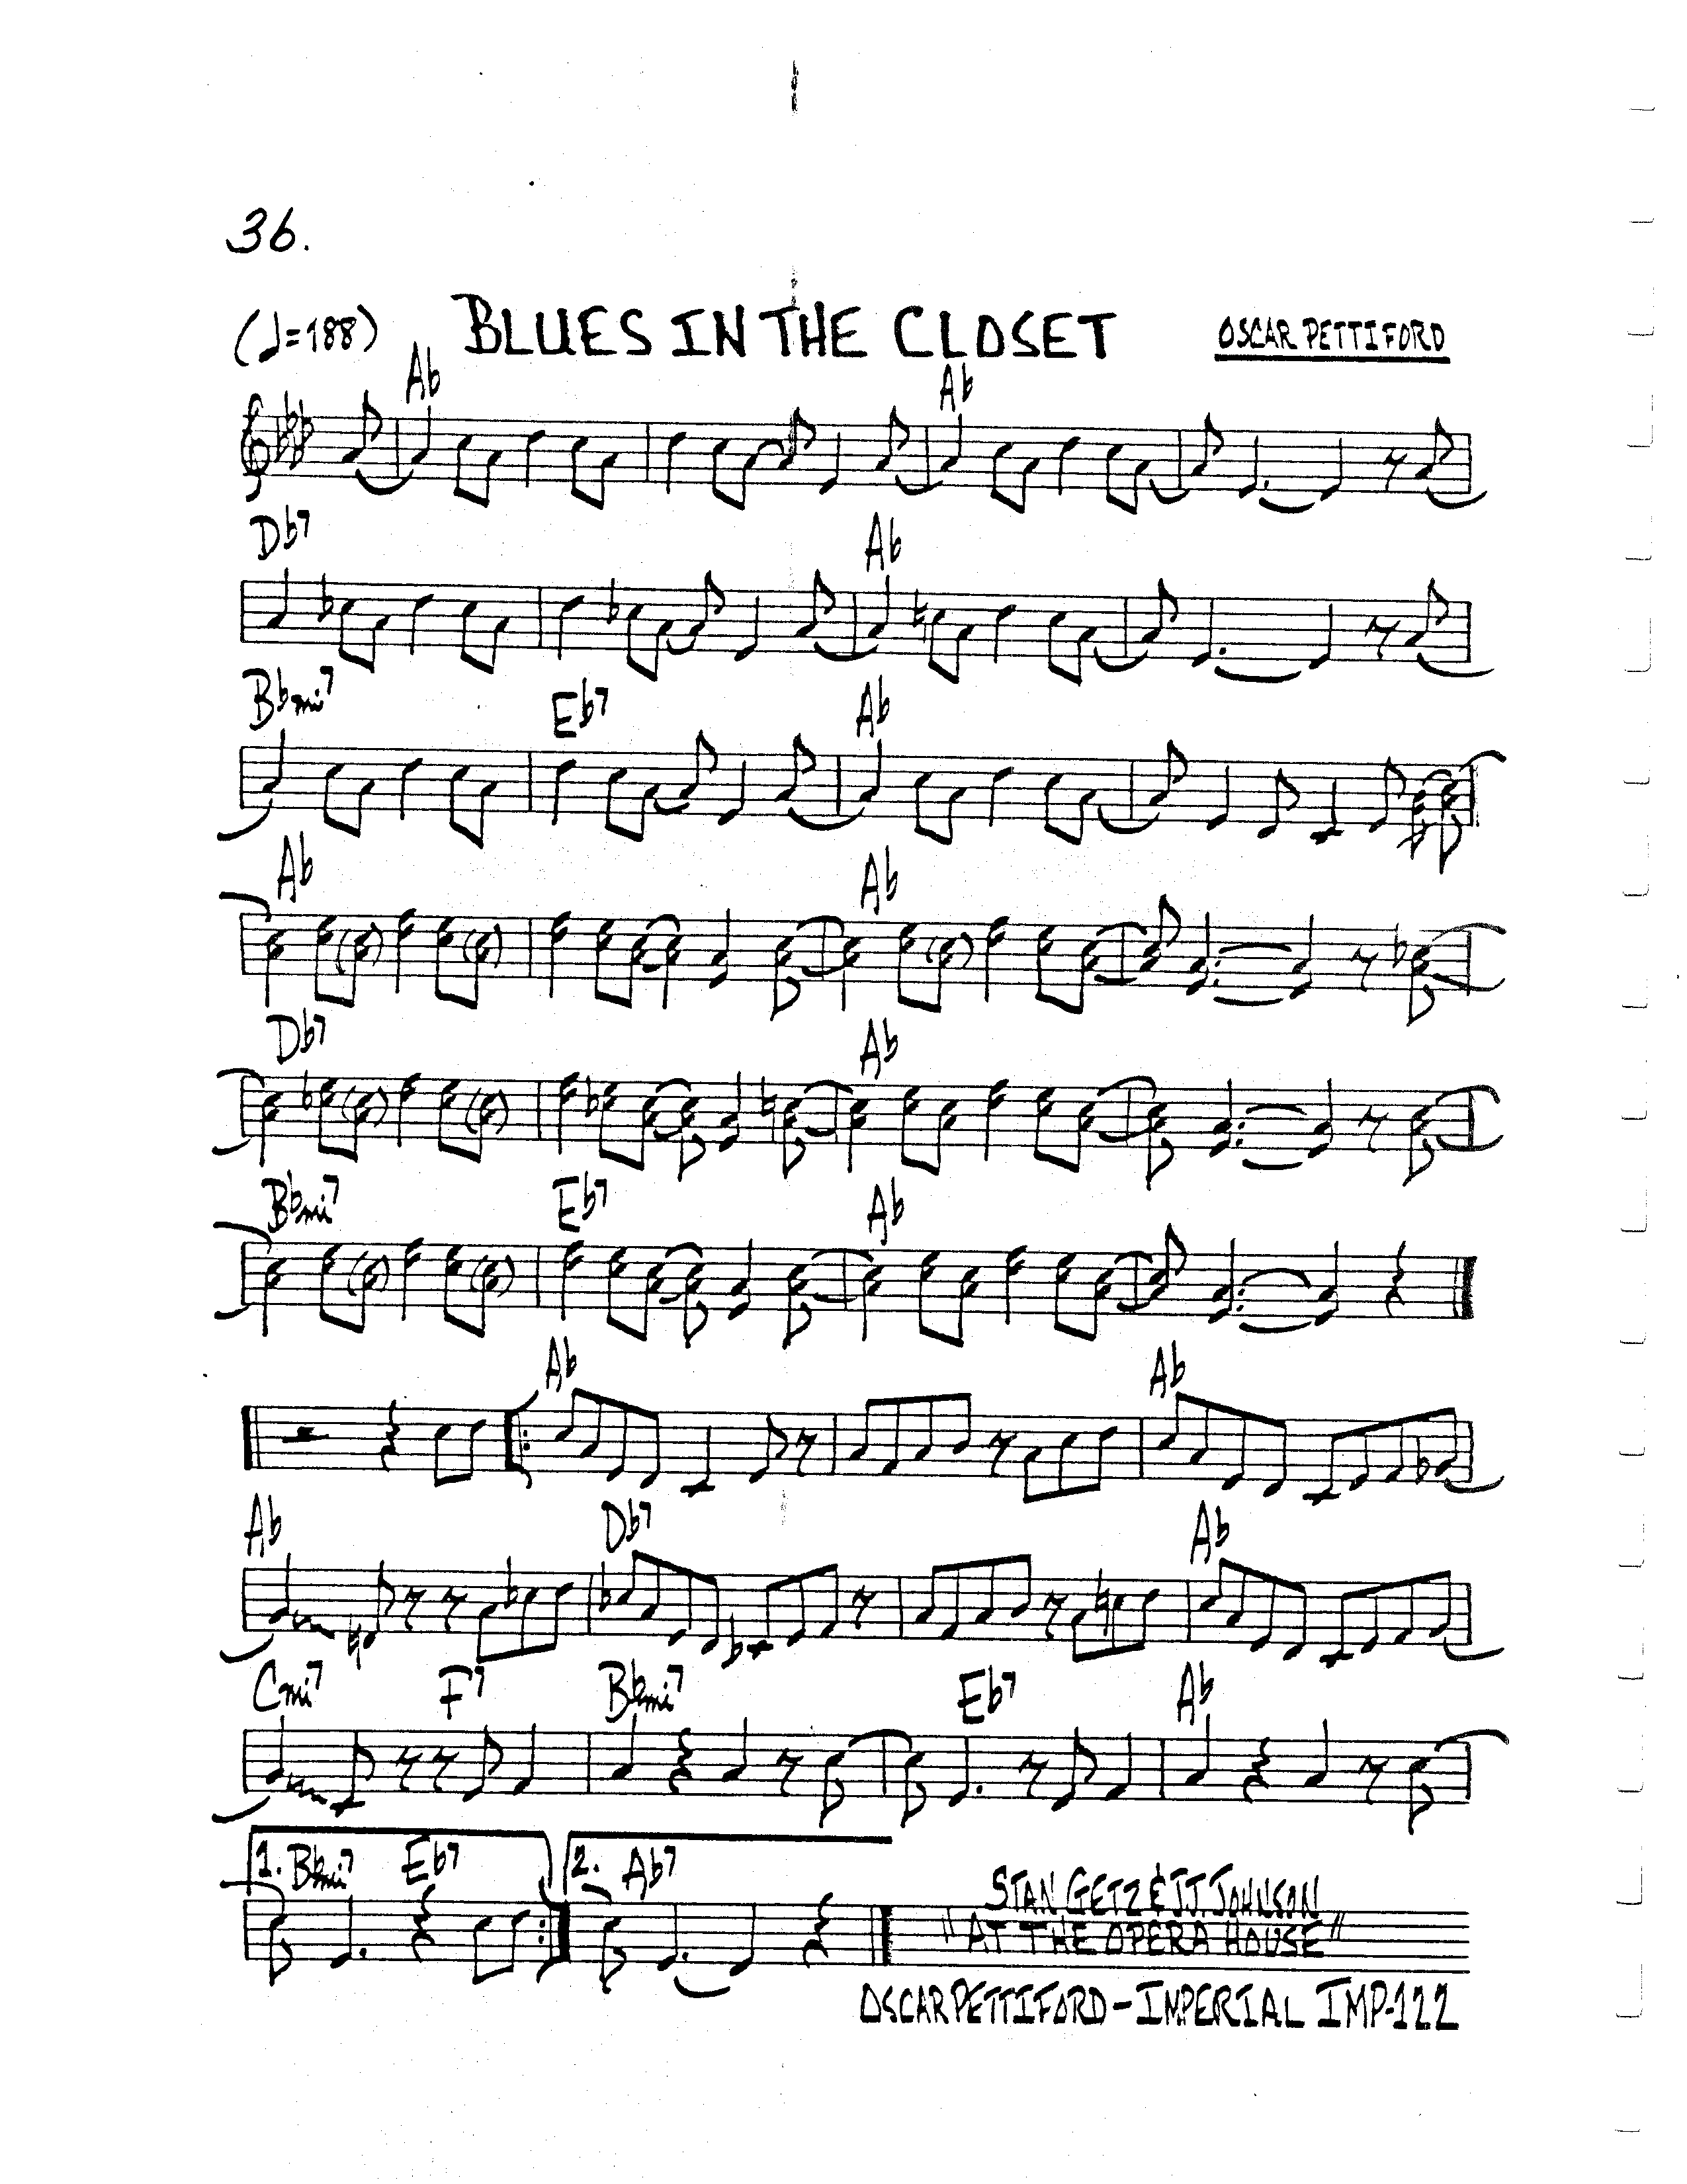 36.
(♩=188) BLUES IN THE CLOSET OSCAR PETTIFORD
Ab Ab
Db7 Ab
Bbmi7 Eb7 Ab
Ab Ab
Db7 Ab
Bbmi7 Eb7 Ab
Ab Ab
Ab Db7 Ab
Cmi7 F7 Bbmi7 Eb7 Ab
1. Bbmi7 Eb7 2. Ab7
STAN GETZ & J.J. JOHNSON
"AT THE OPERA HOUSE"
OSCAR PETTIFORD - IMPERIAL IMP-122